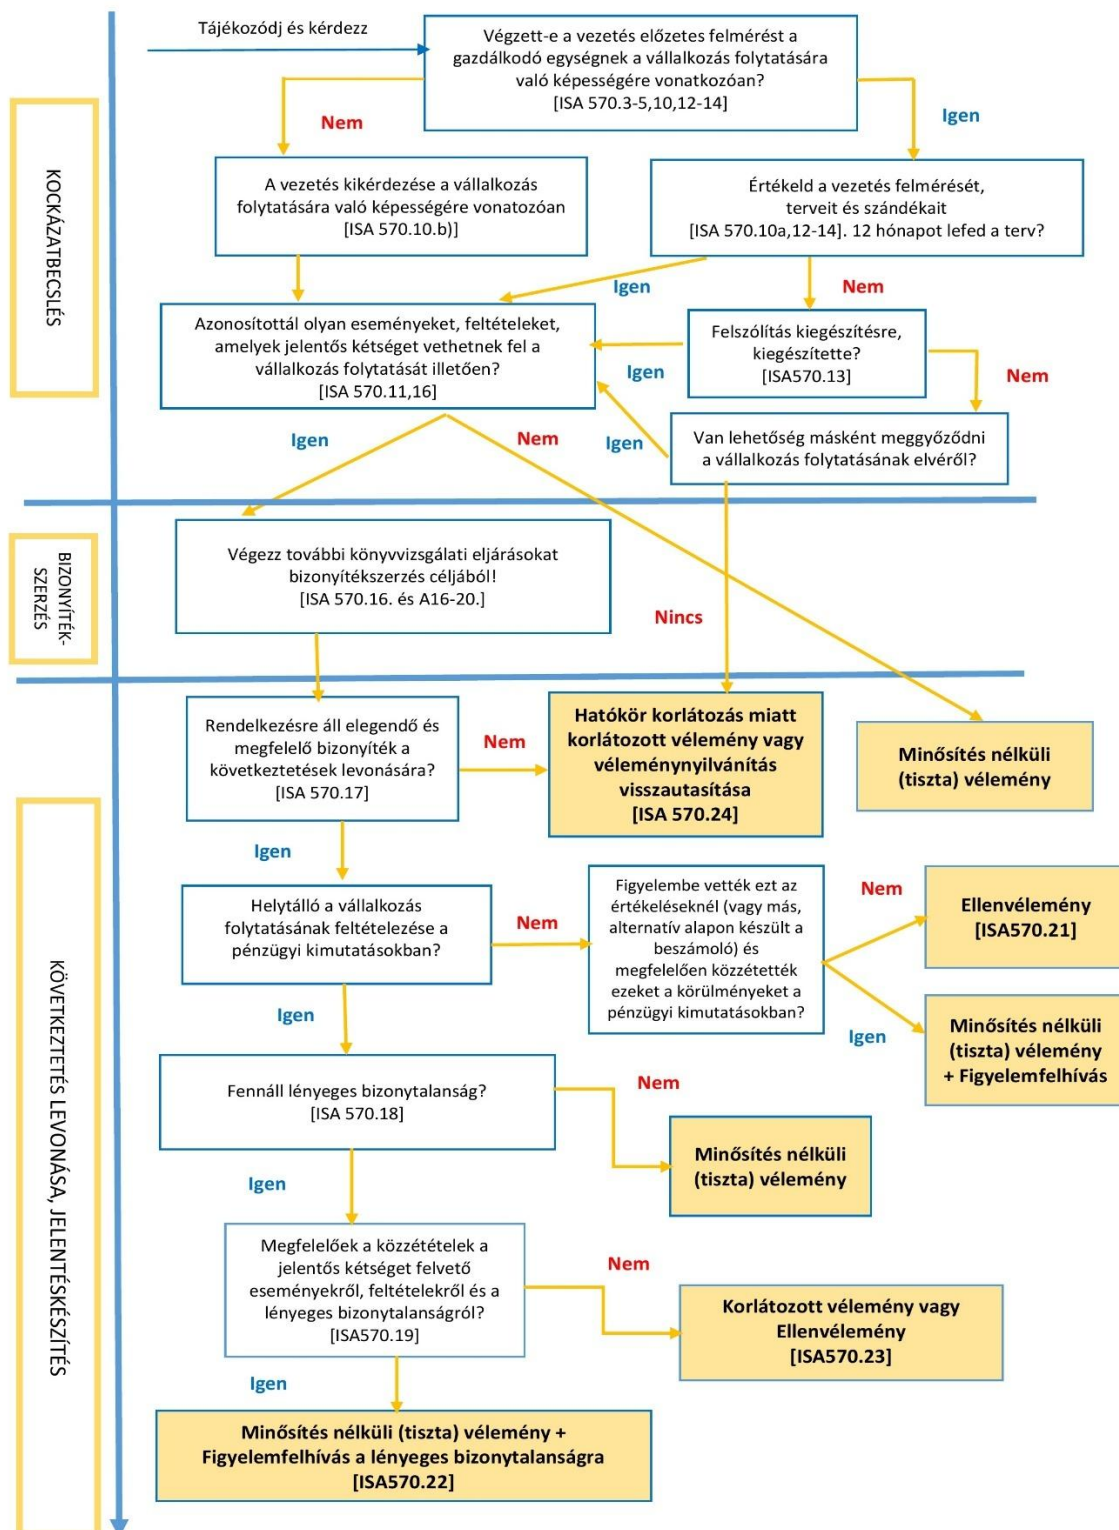 Tájékozódj és kérdezz
Végzett-e a vezetés előzetes felmérést a
gazdálkodó egységnek a vállalkozás folytatására
való képességére vonatkozóan?
[ISA 570.3-5,10,12-14]
Nem
Igen
KOCKÁZATBECSLÉS
A vezetés kikérdezése a vállalkozás
folytatására való képességére vonatozóan
[ISA 570.10.b)]
Értékeld a vezetés felmérését,
terveit és szándékait
[ISA 570.10a,12-14]. 12 hónapot lefed a terv?
Igen
Nem
Azonosítottál olyan eseményeket, feltételeket,
amelyek jelentős kétséget vethetnek fel a
vállalkozás folytatását illetően?
[ISA 570.11,16]
Felszólítás kiegészítésre,
kiegészítette?
[ISA570.13]
Igen
Nem
Igen
Nem
Igen
Van lehetőség másként meggyőződni
a vállalkozás folytatásának elvéről?
BIZONYÍTÉK-
SZERZÉS
Végezz további könyvvizsgálati eljárásokat
bizonyítékszerzés céljából!
[ISA 570.16. és A16-20.]
Nincs
Rendelkezésre áll elegendő és
megfelelő bizonyíték a
következtetések levonására?
[ISA 570.17]
Nem
Hatókör korlátozás miatt
korlátozott vélemény vagy
véleménynyilvánítás
visszautasítása
[ISA 570.24]
Minősítés nélküli
(tiszta) vélemény
Igen
KÖVETKEZTETÉS LEVONÁSA, JELENTÉSKÉSZÍTÉS
Helytálló a vállalkozás
folytatásának feltételezése a
pénzügyi kimutatásokban?
Nem
Figyelembe vették ezt az
értékeléseknél (vagy más,
alternatív alapon készült a
beszámoló) és
megfelelően közzétették
ezeket a körülményeket a
pénzügyi kimutatásokban?
Nem
Ellenvélemény
[ISA570.21]
Igen
Minősítés nélküli
(tiszta) vélemény
+ Figyelemfelhívás
Igen
Fennáll lényeges bizonytalanság?
[ISA 570.18]
Nem
Minősítés nélküli
(tiszta) vélemény
Igen
Megfelelőek a közzétételek a
jelentős kétséget felvető
eseményekről, feltételekről és a
lényeges bizonytalanságról?
[ISA570.19]
Nem
Korlátozott vélemény vagy
Ellenvélemény
[ISA570.23]
Igen
Minősítés nélküli (tiszta) vélemény +
Figyelemfelhívás a lényeges bizonytalanságra
[ISA570.22]